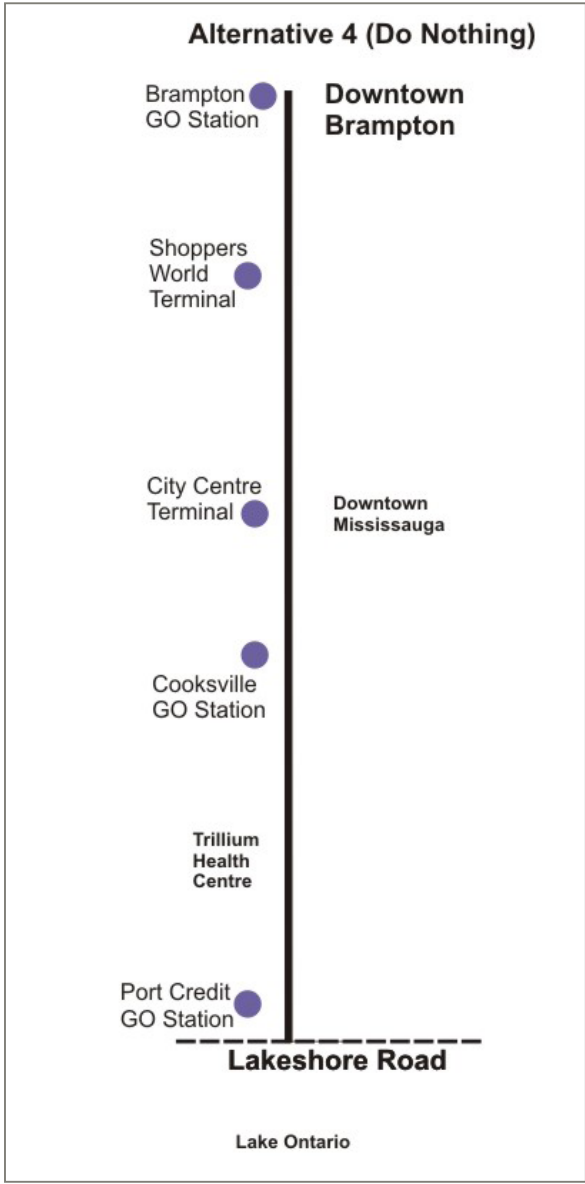 Alternative 4 (Do Nothing)
Brampton
GO Station
Downtown
Brampton
Shoppers
World
Terminal
City Centre
Terminal
Downtown
Mississauga
Cooksville
GO Station
Trillium
Health
Centre
Port Credit
GO Station
Lakeshore Road
Lake Ontario